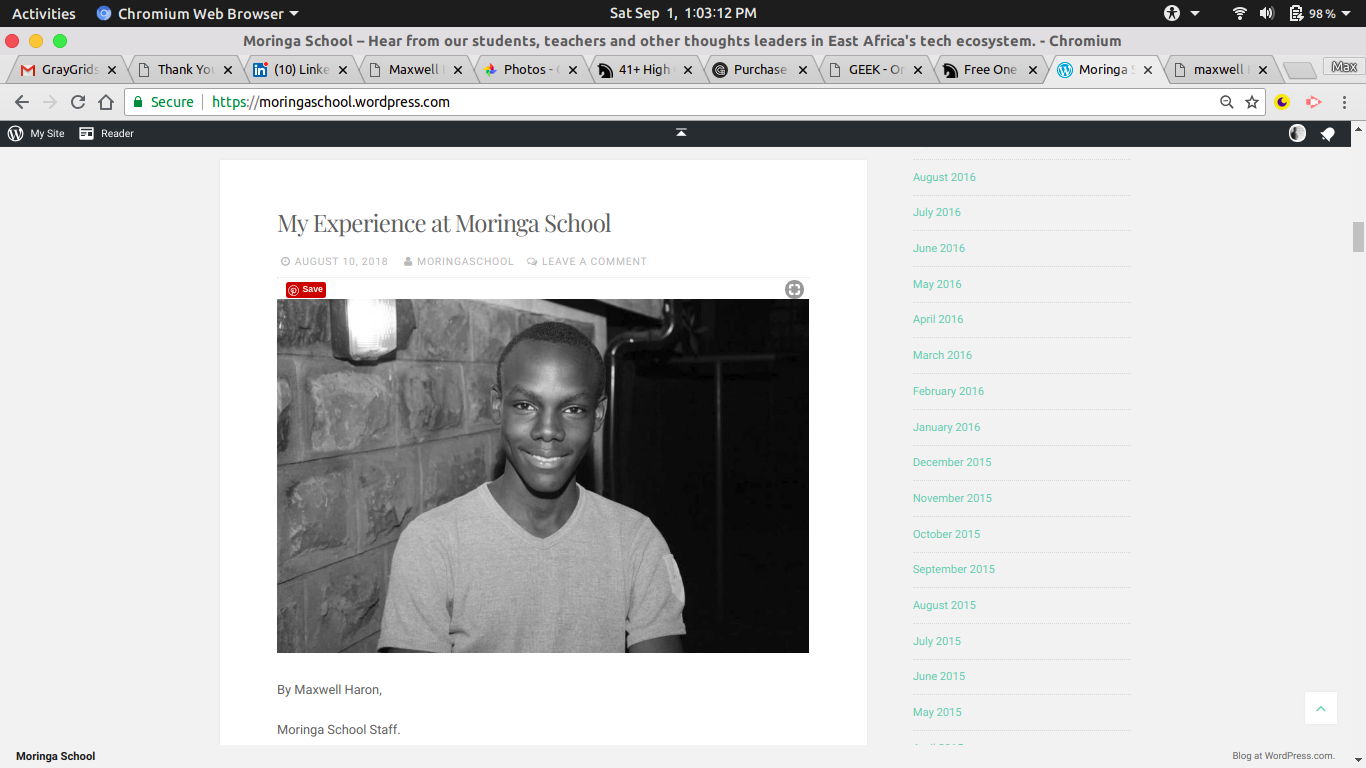 Activities Chromium Web Browser Sat Sep 1, 1:03:12 PM 98 %
Moringa School – Hear from our students, teachers and other thoughts leaders in East Africa's tech ecosystem. - Chromium
GrayGrids Thank You (10) Linke Maxwell Photos - 41+ High Purchase GEEK - On Free One Moringa S maxwell Max
Secure https://moringaschool.wordpress.com
My Site Reader
August 2016
July 2016
My Experience at Moringa School
June 2016
AUGUST 10, 2018 MORINGASCHOOL LEAVE A COMMENT
May 2016
Save
April 2016
March 2016
February 2016
January 2016
December 2015
November 2015
October 2015
September 2015
August 2015
July 2015
June 2015
By Maxwell Haron,
May 2015
Moringa School Staff.
Moringa School Blog at WordPress.com.